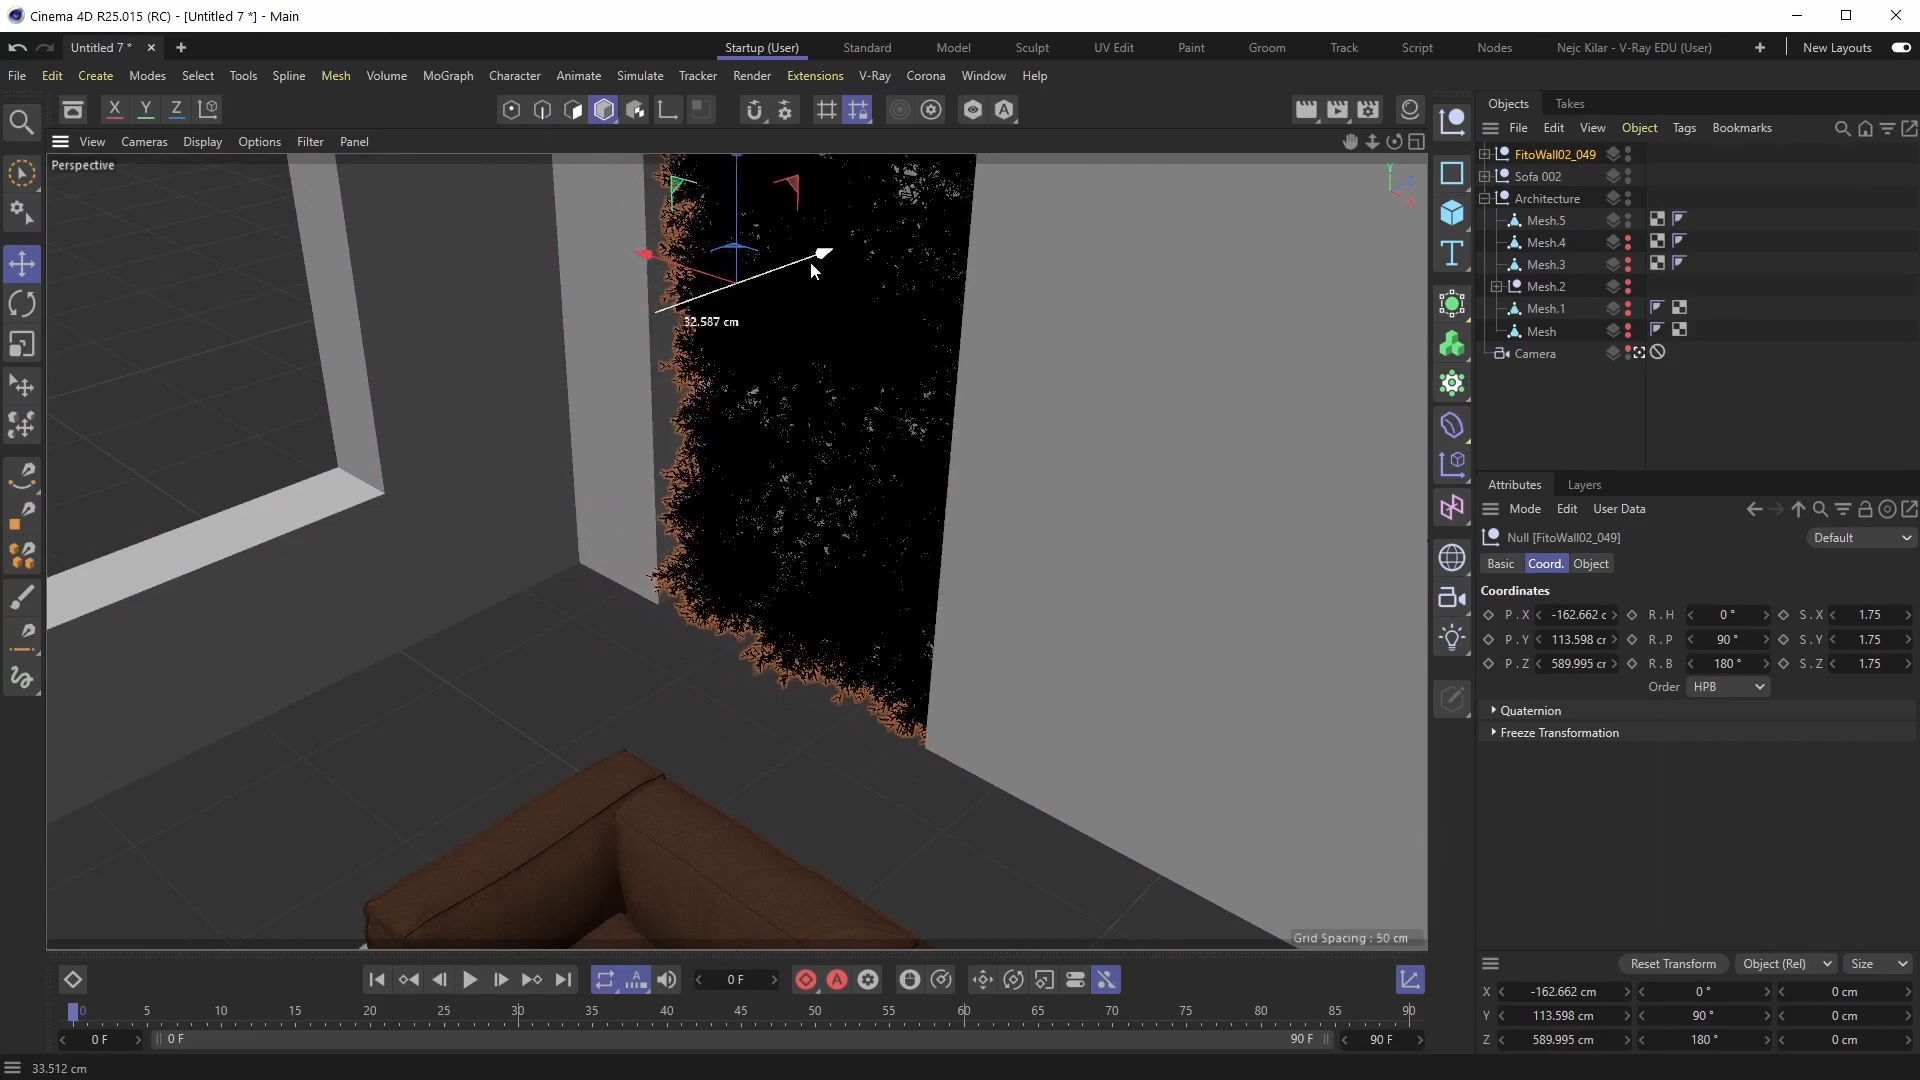 Cinema 4D R25.015 (RC) - [Untitled 7 *] - Main
Untitled 7 *
Startup (User) Standard Model Sculpt UV Edit Paint Groom Track Script Nodes Nejc Kilar - V-Ray EDU (User) New Layouts
File Edit Create Modes Select Tools Spline Mesh Volume MoGraph Character Animate Simulate Tracker Render Extensions V-Ray Corona Window Help
X Y Z
View Cameras Display Options Filter Panel
Perspective
Y
Z
X
32.587 cm
Grid Spacing : 50 cm
Objects Takes
File Edit View Object Tags Bookmarks
FitoWall02_049
Sofa 002
Architecture
Mesh.5
Mesh.4
Mesh.3
Mesh.2
Mesh.1
Mesh
Camera
Attributes Layers
Mode Edit User Data
Null [FitoWall02_049] Default
Basic Coord. Object
Coordinates
P . X -162.662 c R . H 0 ° S . X 1.75
P . Y 113.598 cr R . P 90 ° S . Y 1.75
P . Z 589.995 cr R . B 180 ° S . Z 1.75
Order HPB
Quaternion
Freeze Transformation
0 F
0 5 10 15 20 25 30 35 40 45 50 55 60 65 70 75 80 85 90
0 F 0 F 90 F 90 F
Reset Transform Object (Rel) Size
X -162.662 cm 0 ° 0 cm
Y 113.598 cm 90 ° 0 cm
Z 589.995 cm 180 ° 0 cm
33.512 cm